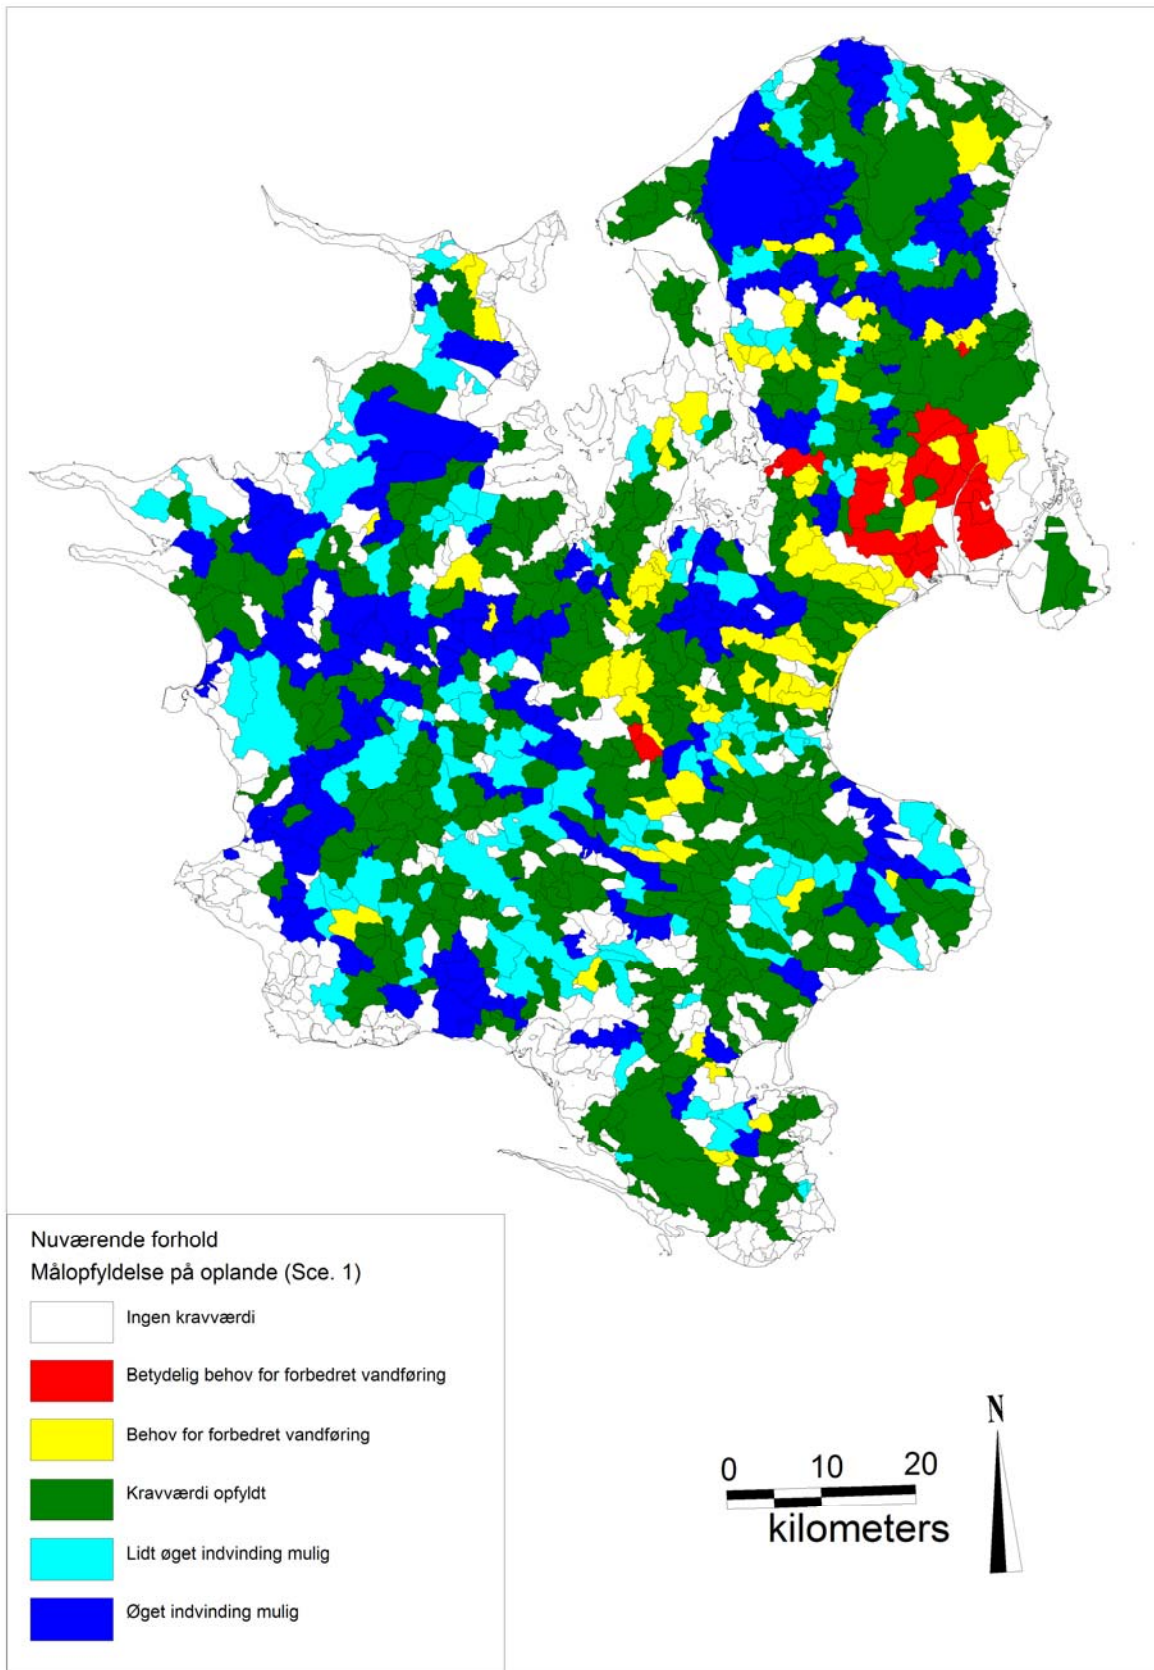 Nuværende forhold
Målopfyldelse på oplande (Sce. 1)
Ingen kravværdi
Betydelig behov for forbedret vandføring
Behov for forbedret vandføring
Kravværdi opfyldt
Lidt øget indvinding mulig
Øget indvinding mulig
N
0 10 20
kilometers